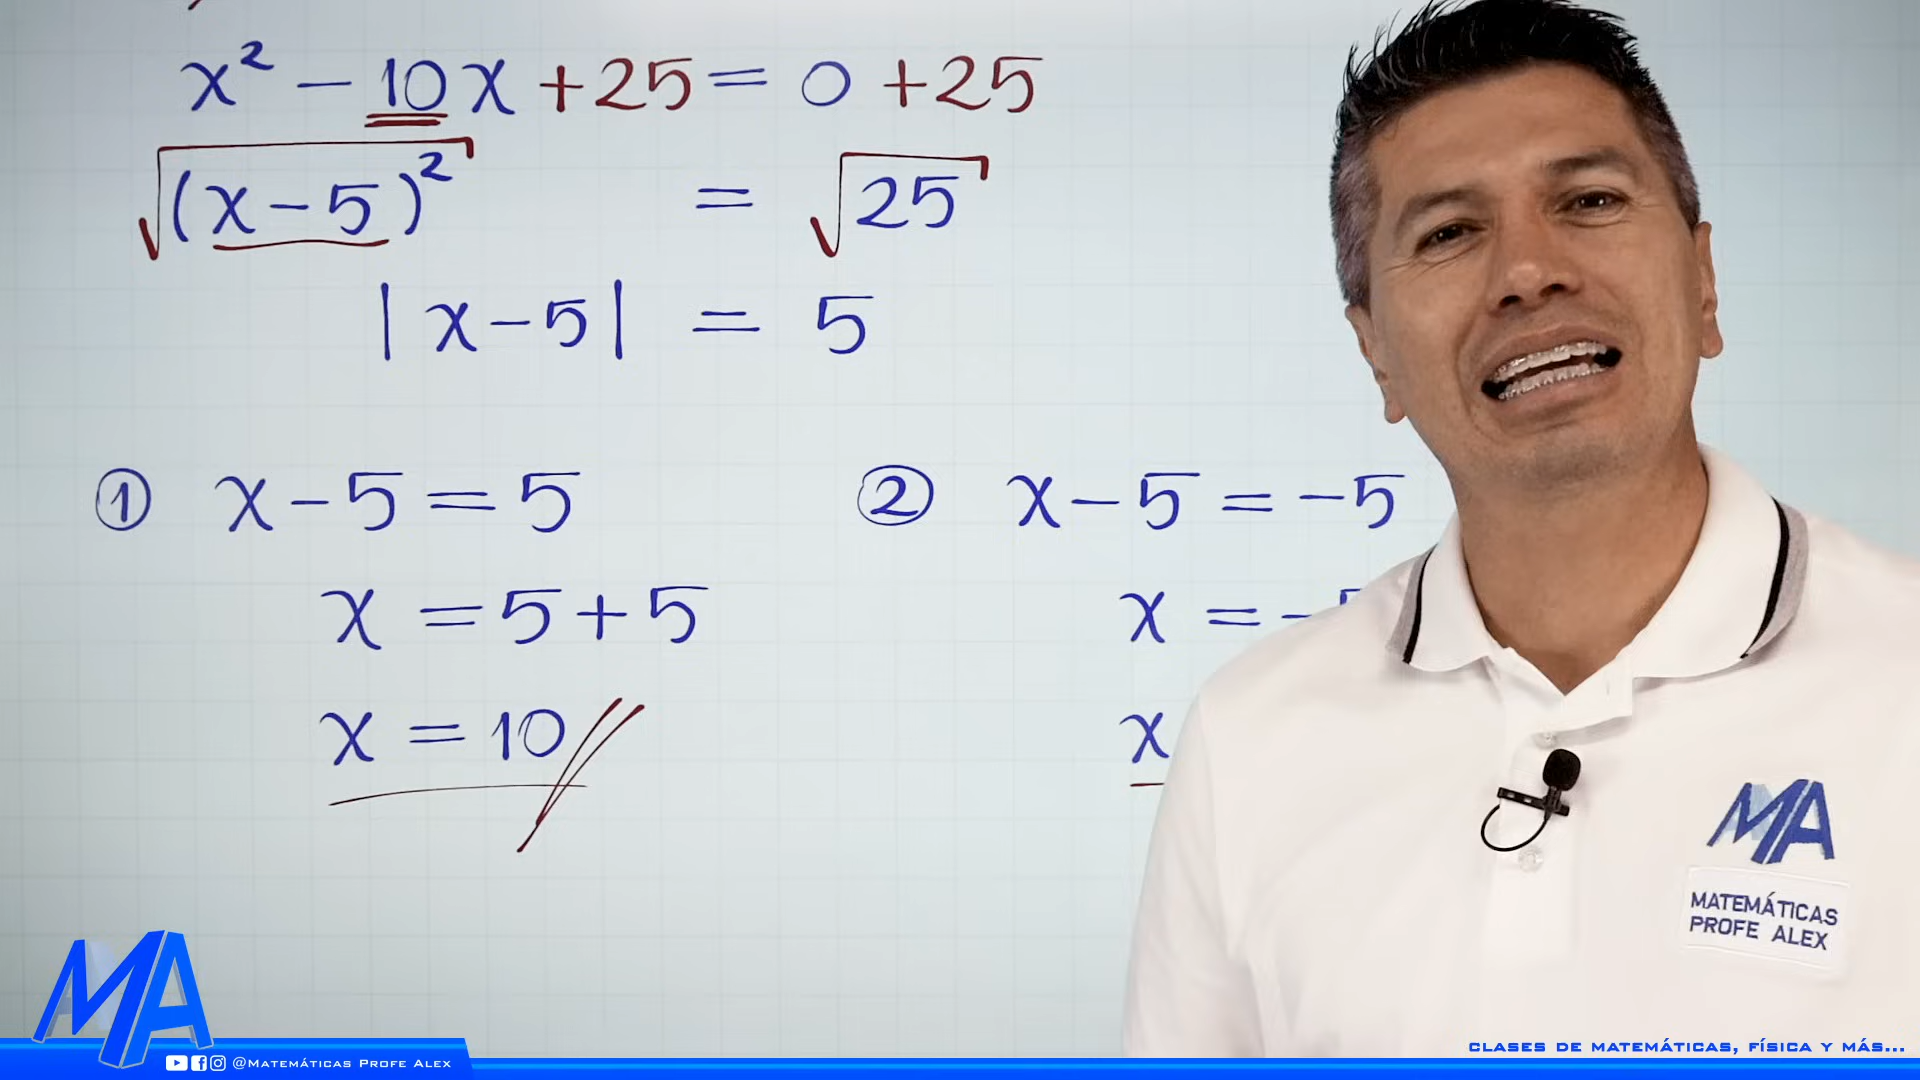 x² − 10x + 25 = 0 + 25
√(x − 5)² = √25
|x − 5| = 5
① x − 5 = 5
x = 5 + 5
x = 10
② x − 5 = −5
x = −5
x
MA
MATEMÁTICAS
PROFE ALEX
MA
@MATEMÁTICAS PROFE ALEX
CLASES DE MATEMÁTICAS, FÍSICA Y MÁS...